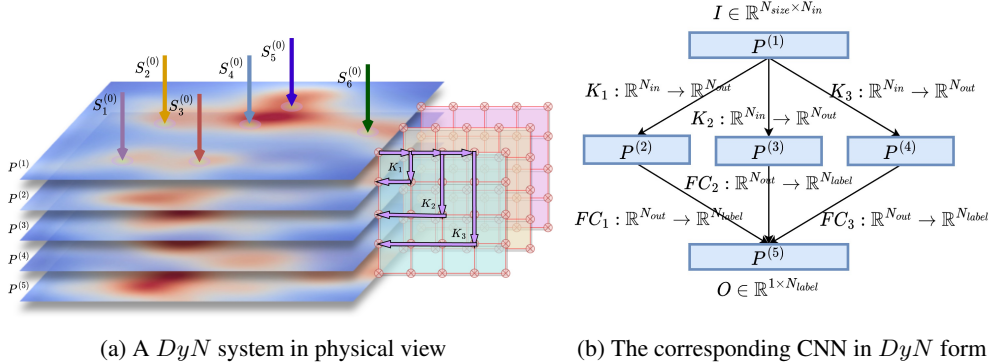 S_1^{(0)}
S_2^{(0)}
S_3^{(0)}
S_4^{(0)}
S_5^{(0)}
S_6^{(0)}
P^{(1)}
P^{(2)}
P^{(3)}
P^{(4)}
P^{(5)}
K_1
K_2
K_3
(a) A DyN system in physical view
I ∈ ℝ^{N_{size}×N_{in}}
P^{(1)}
K_1 : ℝ^{N_{in}} → ℝ^{N_{out}}
K_2 : ℝ^{N_{in}} → ℝ^{N_{out}}
K_3 : ℝ^{N_{in}} → ℝ^{N_{out}}
P^{(2)}
P^{(3)}
P^{(4)}
FC_2 : ℝ^{N_{out}} → ℝ^{N_{label}}
FC_1 : ℝ^{N_{out}} → ℝ^{N_{label}}
FC_3 : ℝ^{N_{out}} → ℝ^{N_{label}}
P^{(5)}
O ∈ ℝ^{1×N_{label}}
(b) The corresponding CNN in DyN form